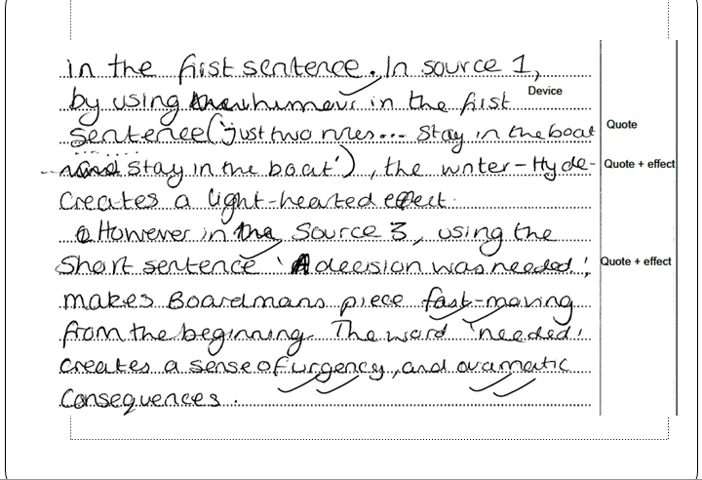 in the first sentence. In source 1,
by using humour in the first
Device
sentence ('just two rules... Stay in the boat
Quote
and stay in the boat'), the writer - Hyde -
Quote + effect
creates a light-hearted effect.
However in the Source 3, using the
short sentence 'A decision was needed',
Quote + effect
makes Boardmans piece fast-moving
from the beginning. The word 'needed'
creates a sense of urgency, and dramatic
consequences.